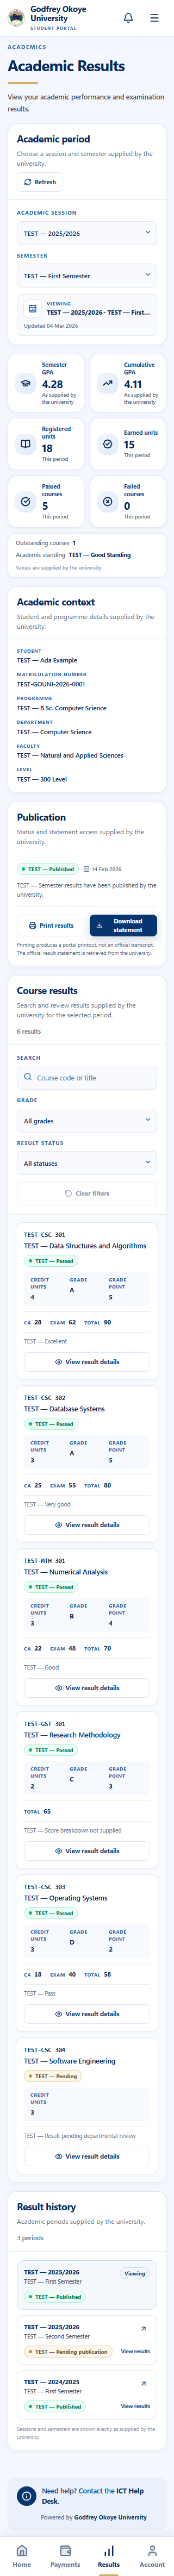 Godfrey Okoye
University
STUDENT PORTAL
ACADEMICS
Academic Results
View your academic performance and examination
results.
Academic period
Choose a session and semester supplied by the
university.
Refresh
ACADEMIC SESSION
TEST — 2025/2026
SEMESTER
TEST — First Semester
VIEWING
TEST — 2025/2026 · TEST — First...
Updated 04 Mar 2026
Semester
GPA
4.28
As supplied by
the university
Cumulative
GPA
4.11
As supplied by
the university
Registered
units
18
This period
Earned units
15
This period
Passed
courses
5
This period
Failed
courses
0
This period
Outstanding courses 1
Academic standing TEST — Good Standing
Values are supplied by the university
Academic context
Student and programme details supplied by the
university.
STUDENT
TEST — Ada Example
MATRICULATION NUMBER
TEST-GOUNI-2026-0001
PROGRAMME
TEST — B.Sc. Computer Science
DEPARTMENT
TEST — Computer Science
FACULTY
TEST — Natural and Applied Sciences
LEVEL
TEST — 300 Level
Publication
Status and statement access supplied by the
university.
TEST — Published
14 Feb 2026
TEST — Semester results have been published by the
university.
Print results
Download
statement
Printing produces a portal printout, not an official transcript.
The official result statement is retrieved from the university.
Course results
Search and review results supplied by the university
for the selected period.
6 results
SEARCH
Course code or title
GRADE
All grades
RESULT STATUS
All statuses
Clear filters
TEST-CSC 301
TEST — Data Structures and Algorithms
TEST — Passed
CREDIT
UNITS
4
GRADE
A
GRADE
POINT
5
CA 28 EXAM 62 TOTAL 90
TEST — Excellent
View result details
TEST-CSC 302
TEST — Database Systems
TEST — Passed
CREDIT
UNITS
3
GRADE
A
GRADE
POINT
5
CA 25 EXAM 55 TOTAL 80
TEST — Very good
View result details
TEST-MTH 301
TEST — Numerical Analysis
TEST — Passed
CREDIT
UNITS
3
GRADE
B
GRADE
POINT
4
CA 22 EXAM 48 TOTAL 70
TEST — Good
View result details
TEST-GST 301
TEST — Research Methodology
TEST — Passed
CREDIT
UNITS
2
GRADE
C
GRADE
POINT
3
TOTAL 65
TEST — Score breakdown not supplied
View result details
TEST-CSC 303
TEST — Operating Systems
TEST — Passed
CREDIT
UNITS
3
GRADE
D
GRADE
POINT
2
CA 18 EXAM 40 TOTAL 58
TEST — Pass
View result details
TEST-CSC 304
TEST — Software Engineering
TEST — Pending
CREDIT
UNITS
3
TEST — Result pending departmental review
View result details
Result history
Academic periods supplied by the university.
3 periods
TEST — 2025/2026
Viewing
TEST — First Semester
TEST — Published
TEST — 2025/2026
TEST — Second Semester
TEST — Pending publication
View results
TEST — 2024/2025
TEST — First Semester
TEST — Published
View results
Sessions and semesters are shown exactly as supplied by the
university.
Need help? Contact the ICT Help
Desk.
Powered by Godfrey Okoye University
Home
Payments
Results
Account